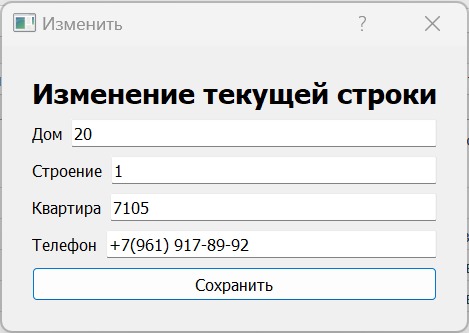 Изменить
Изменение текущей строки
Дом 20
Строение 1
Квартира 7105
Телефон +7(961) 917-89-92
Сохранить